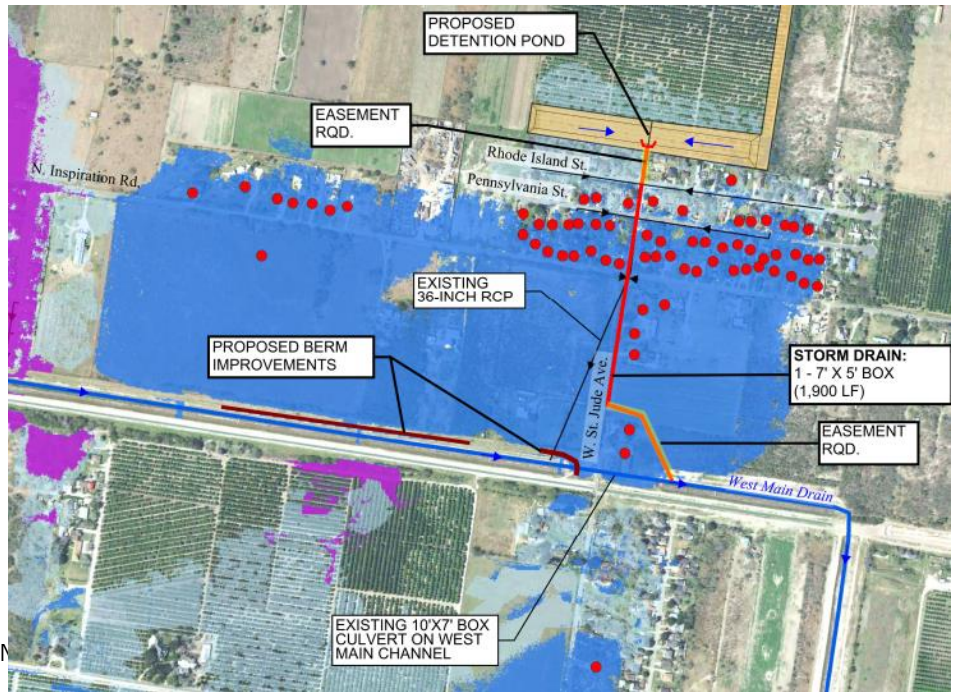 PROPOSED
DETENTION POND
EASEMENT
RQD.
Rhode Island St.
Pennsylvania St.
N. Inspiration Rd.
EXISTING
36-INCH RCP
PROPOSED BERM
IMPROVEMENTS
STORM DRAIN:
1 - 7' X 5' BOX
(1,900 LF)
W. St. Jude Ave.
EASEMENT
RQD.
West Main Drain
EXISTING 10'X7' BOX
CULVERT ON WEST
MAIN CHANNEL